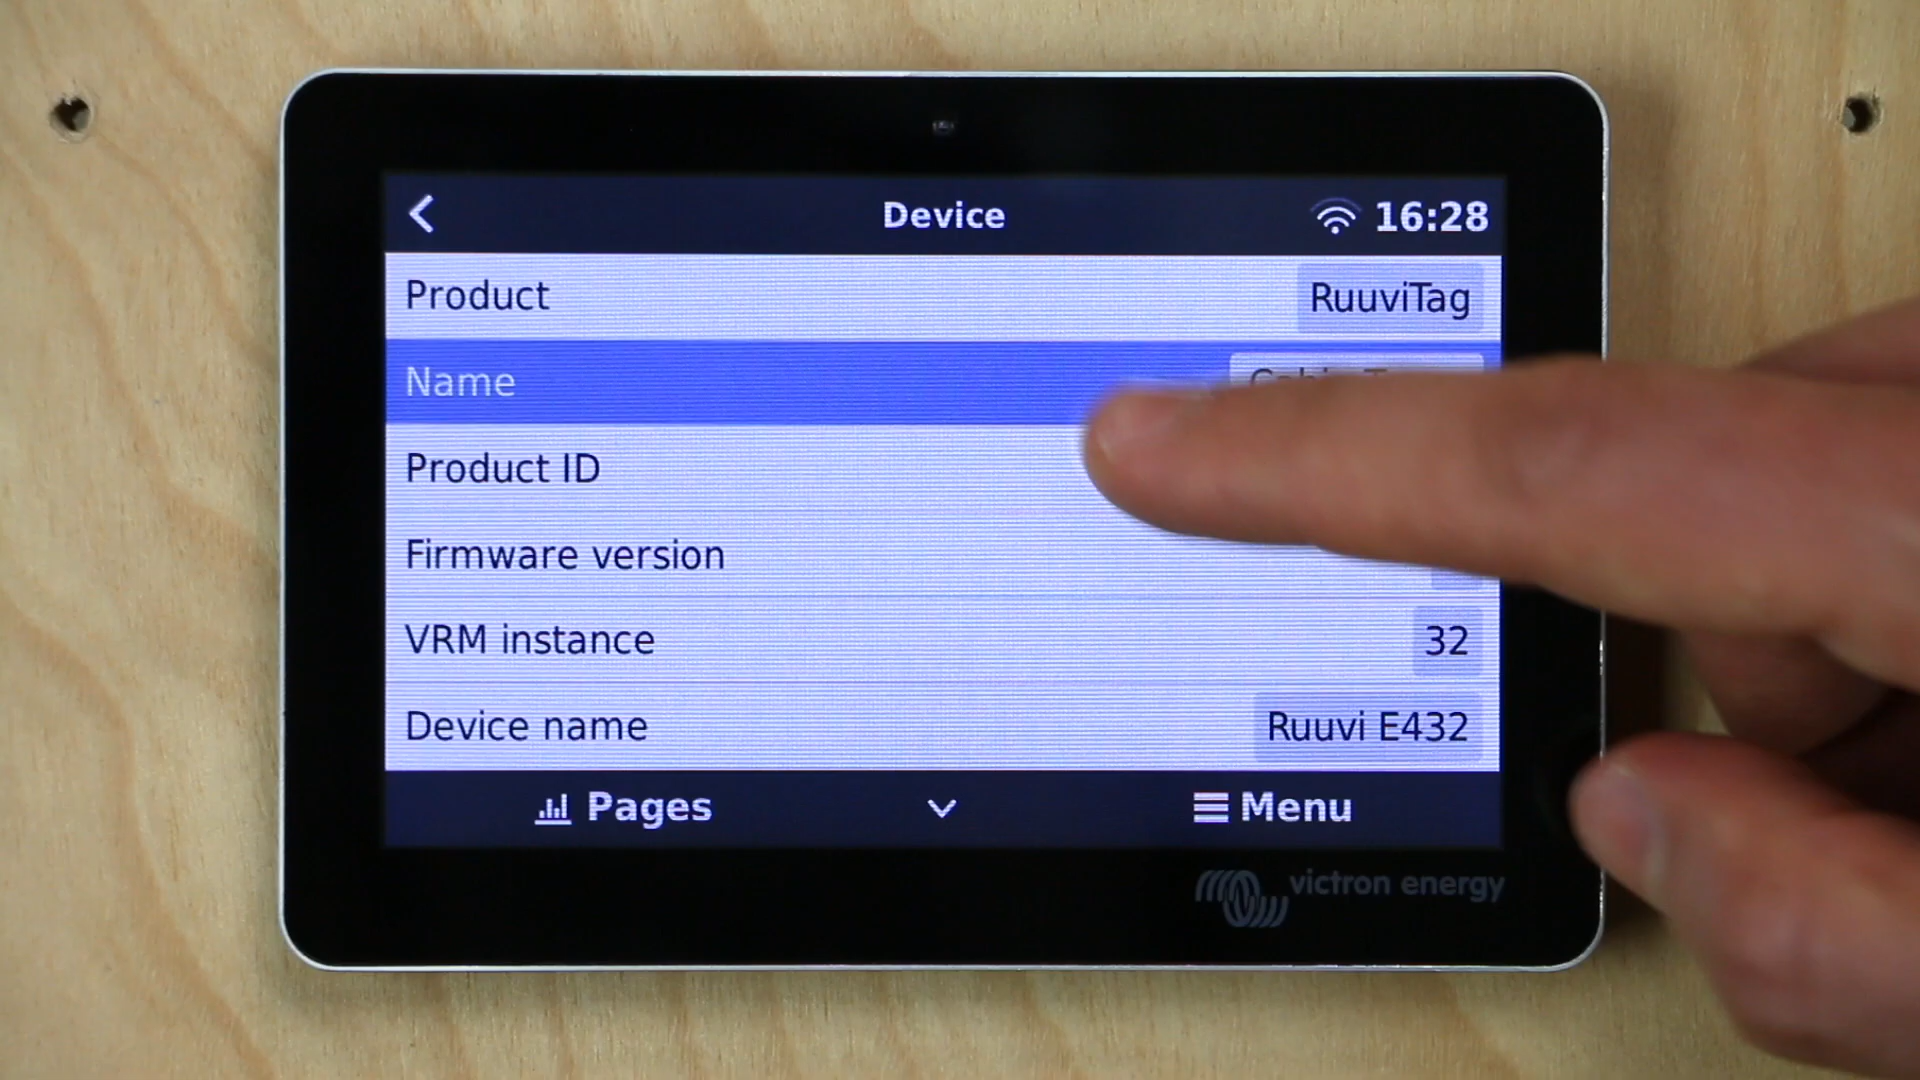 Device 16:28
Product RuuviTag
Name
Product ID
Firmware version
VRM instance 32
Device name Ruuvi E432
Pages Menu
victron energy